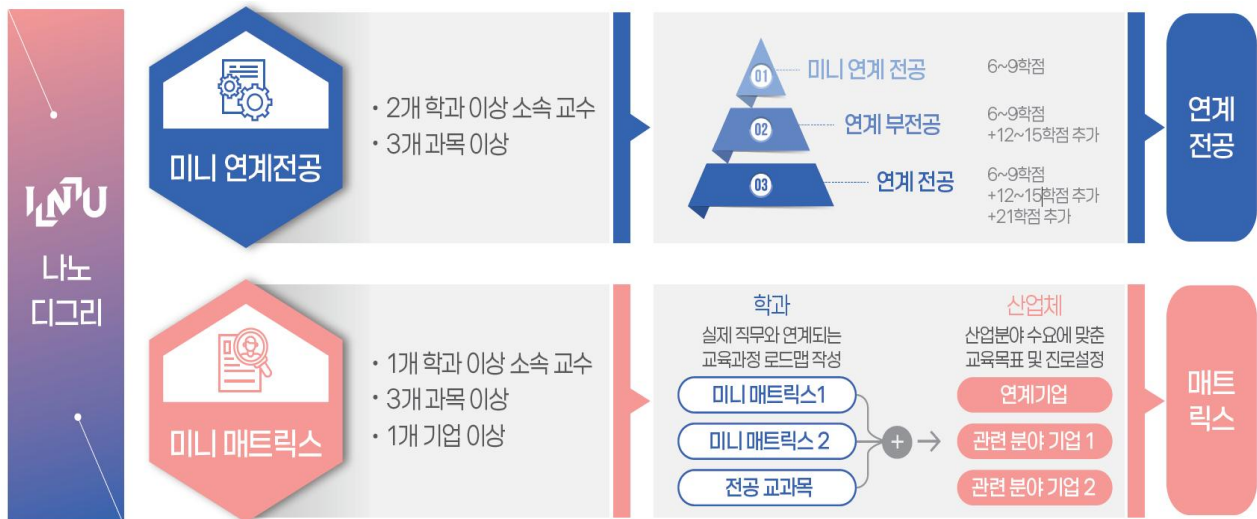 INU
나노
디그리
미니 연계전공
• 2개 학과 이상 소속 교수
• 3개 과목 이상
01 미니 연계 전공 6~9학점
02 연계 부전공 6~9학점
+12~15학점 추가
03 연계 전공 6~9학점
+12~15학점 추가
+21학점 추가
연계
전공
미니 매트릭스
• 1개 학과 이상 소속 교수
• 3개 과목 이상
• 1개 기업 이상
학과
실제 직무와 연계되는
교육과정 로드맵 작성
미니 매트릭스1
미니 매트릭스 2
전공 교과목
+
산업체
산업분야 수요에 맞춘
교육목표 및 진로설정
연계기업
관련 분야 기업 1
관련 분야 기업 2
매트
릭스